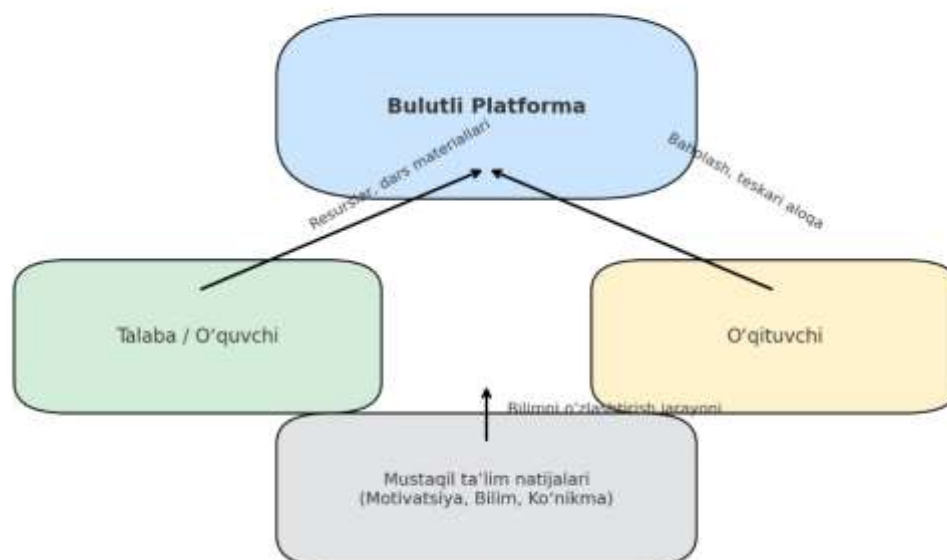 Bulutli Platforma
Resurslar, dars materiallari
Baholash, teskari aloqa
Talaba / O‘quvchi
O‘qituvchi
Bilimni o‘zlashtirish jarayoni
Mustaqil ta’lim natijalari
(Motivatsiya, Bilim, Ko‘nikma)